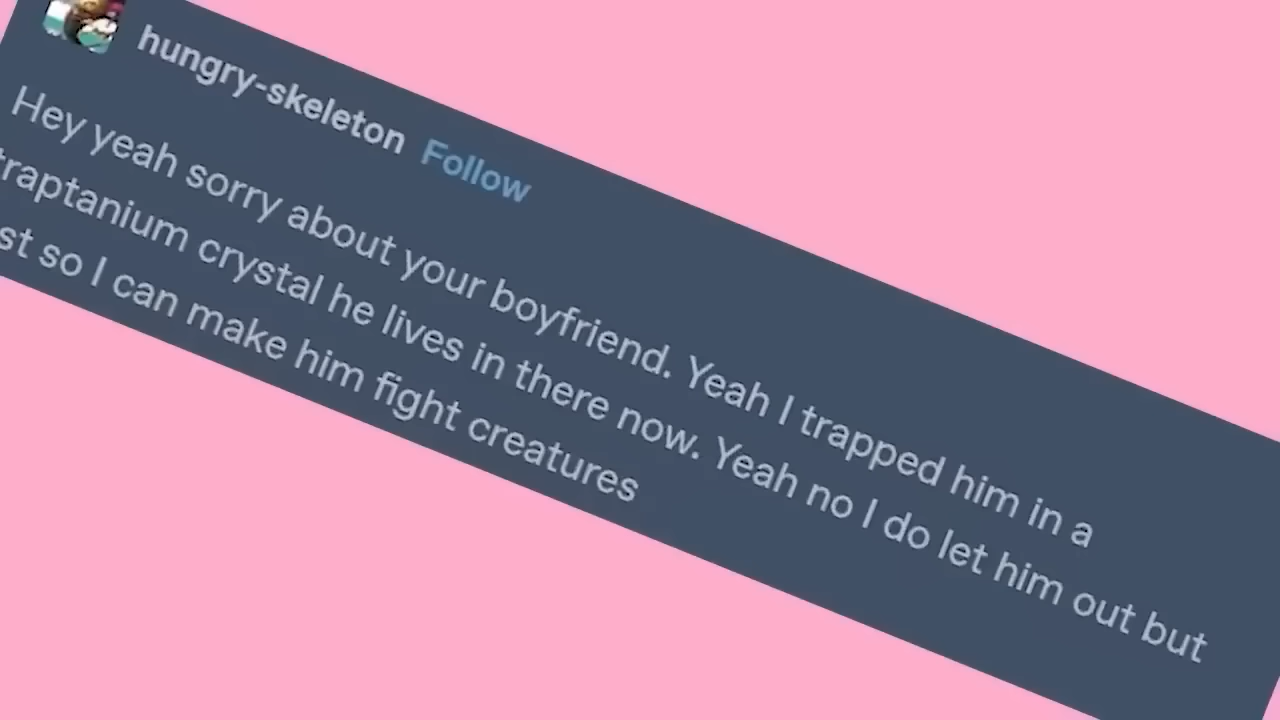 hungry-skeleton Follow
Hey yeah sorry about your boyfriend. Yeah I trapped him in a
traptanium crystal he lives in there now. Yeah no I do let him out but
st so I can make him fight creatures